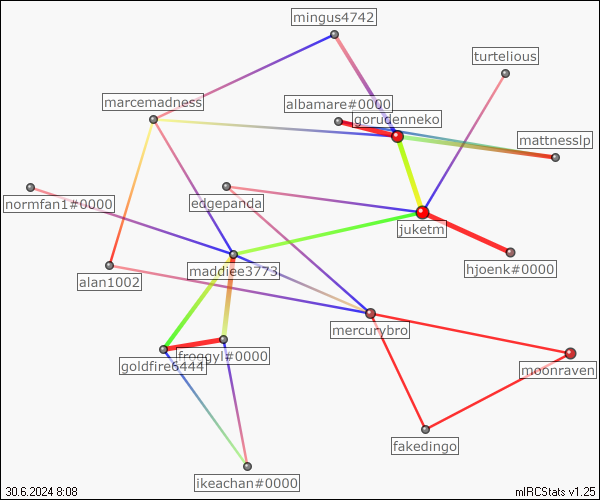 mingus4742
turtelious
marcemadness
albamare#0000
gorudenneko
mattnesslp
normfan1#0000
edgepanda
juketm
maddiee3773
hjoenk#0000
alan1002
mercurybro
froggyl#0000
goldfire6444
moonraven
fakedingo
ikeachan#0000
30.6.2024 8:08
mIRCStats v1.25